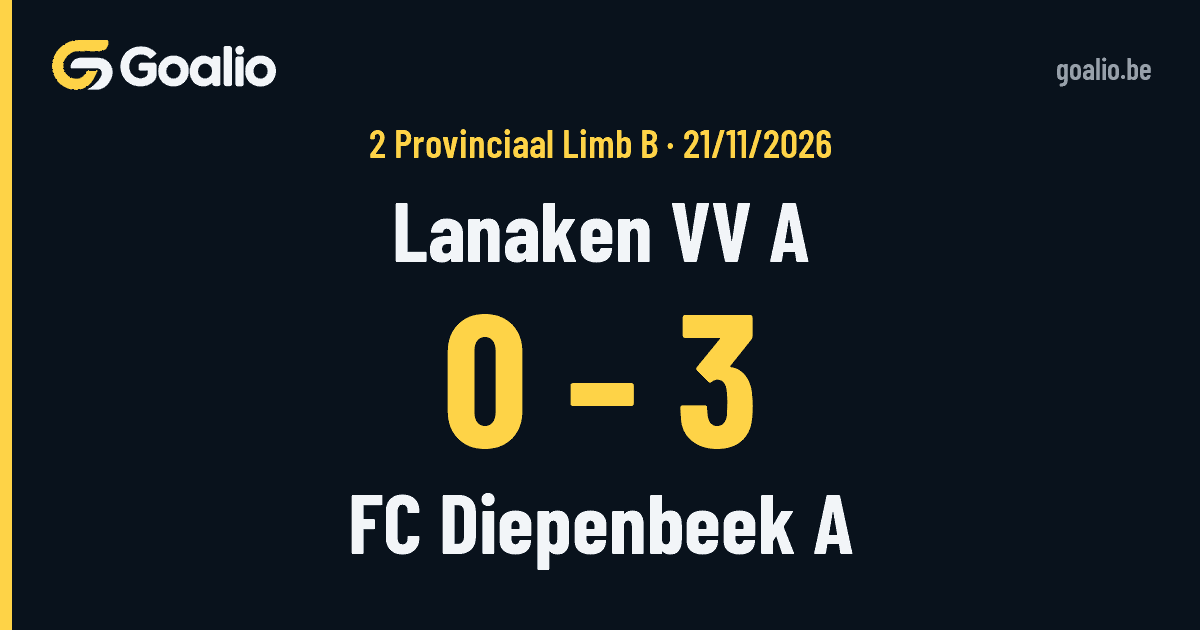 Goalio
goalio.be
2 Provinciaal Limb B · 21/11/2026
Lanaken VV A
0 – 3
FC Diepenbeek A